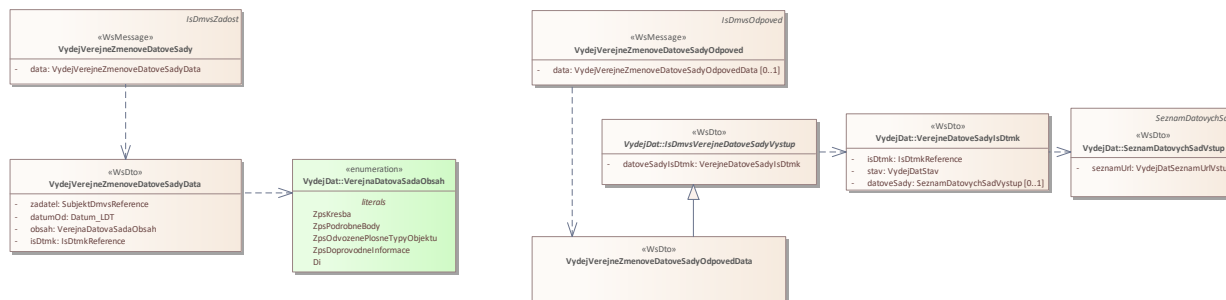 IsDmvsZadost
«WsMessage»
VydejVerejneZmenoveDatoveSady
- data: VydejVerejneZmenoveDatoveSadyData
«WsDto»
VydejVerejneZmenoveDatoveSadyData
- zadatel: SubjektDmvsReference
- datumOd: Datum_LDT
- obsah: VerejnaDatovaSadaObsah
- isDtmk: IsDtmkReference
«enumeration»
VydejDat::VerejnaDatovaSadaObsah
literals
ZpsKresba
ZpsPodrobneBody
ZpsOdvozenePlosneTypyObjektu
ZpsDoprovodneInformace
Di
IsDmvsOdpoved
«WsMessage»
VydejVerejneZmenoveDatoveSadyOdpoved
- data: VydejVerejneZmenoveDatoveSadyOdpovedData [0..1]
«WsDto»
VydejDat::IsDmvsVerejneDatoveSadyVystup
- datoveSadyIsDtmk: VerejneDatoveSadyIsDtmk
«WsDto»
VydejVerejneZmenoveDatoveSadyOdpovedData
«WsDto»
VydejDat::VerejneDatoveSadyIsDtmk
- isDtmk: IsDtmkReference
- stav: VydejDatStav
- datoveSady: SeznamDatovychSadVystup [0..1]
SeznamDatovychSa
«WsDto»
VydejDat::SeznamDatovychSadVstup
- seznamUrl: VydejDatSeznamUrlVstu